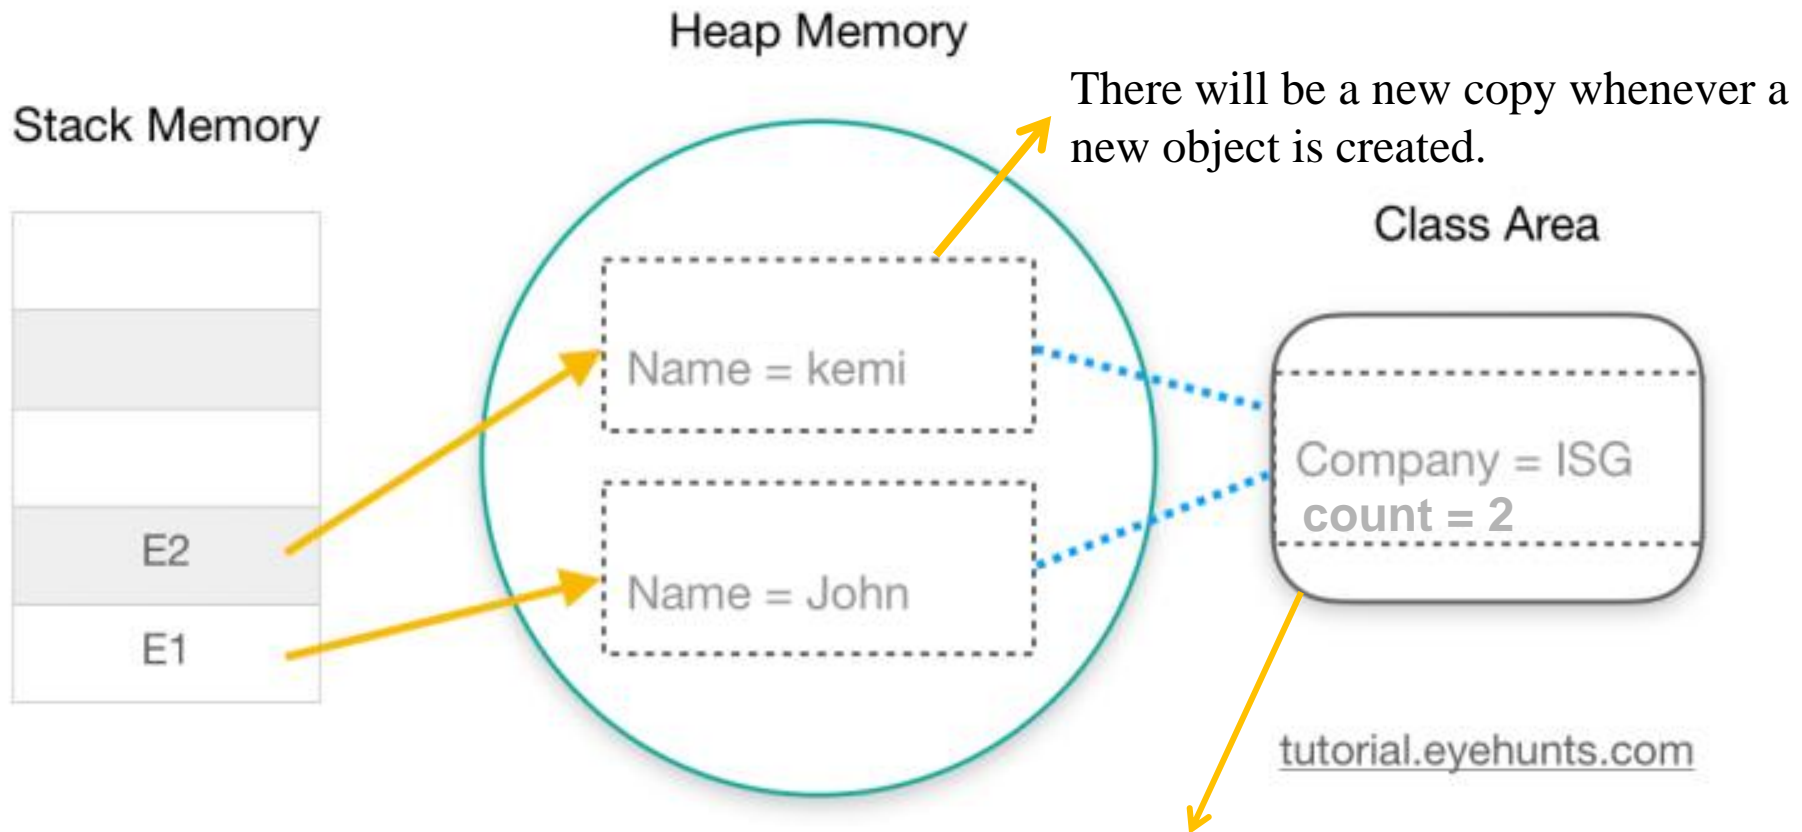 Heap Memory
There will be a new copy whenever a
new object is created.
Stack Memory
Class Area
Name = kemi
Company = ISG
count = 2
E2
Name = John
E1
tutorial.eyehunts.com